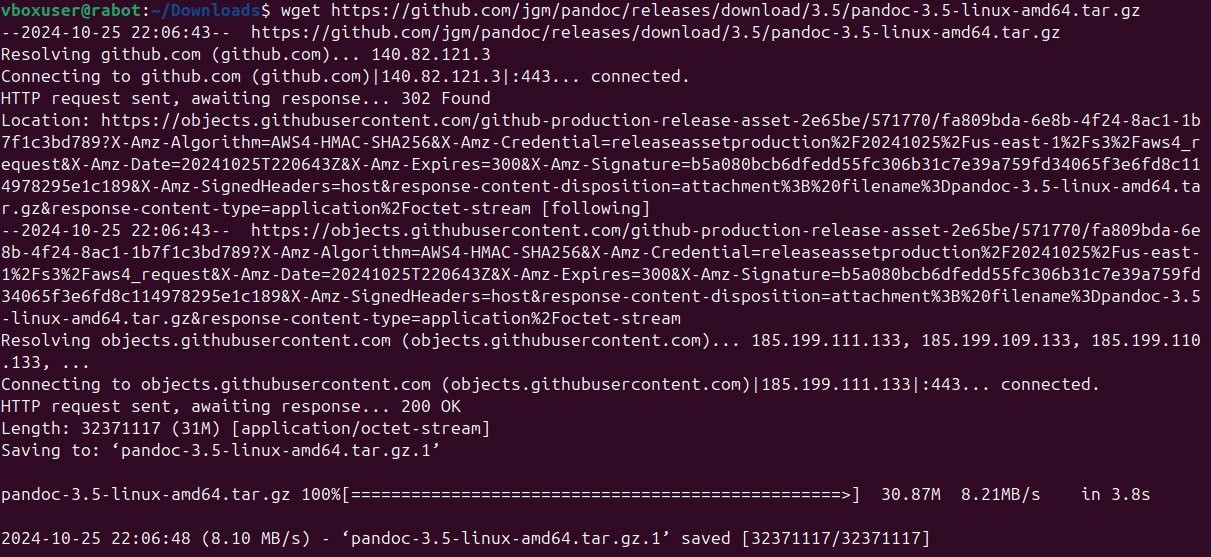 vboxuser@rabot:~/Downloads$ wget https://github.com/jgm/pandoc/releases/download/3.5/pandoc-3.5-linux-amd64.tar.gz
--2024-10-25 22:06:43--  https://github.com/jgm/pandoc/releases/download/3.5/pandoc-3.5-linux-amd64.tar.gz
Resolving github.com (github.com)... 140.82.121.3
Connecting to github.com (github.com)|140.82.121.3|:443... connected.
HTTP request sent, awaiting response... 302 Found
Location: https://objects.githubusercontent.com/github-production-release-asset-2e65be/571770/fa809bda-6e8b-4f24-8ac1-1b
7f1c3bd789?X-Amz-Algorithm=AWS4-HMAC-SHA256&X-Amz-Credential=releaseassetproduction%2F20241025%2Fus-east-1%2Fs3%2Faws4_r
equest&X-Amz-Date=20241025T220643Z&X-Amz-Expires=300&X-Amz-Signature=b5a080bcb6dfedd55fc306b31c7e39a759fd34065f3e6fd8c11
4978295e1c189&X-Amz-SignedHeaders=host&response-content-disposition=attachment%3B%20filename%3Dpandoc-3.5-linux-amd64.ta
r.gz&response-content-type=application%2Foctet-stream [following]
--2024-10-25 22:06:43--  https://objects.githubusercontent.com/github-production-release-asset-2e65be/571770/fa809bda-6e
8b-4f24-8ac1-1b7f1c3bd789?X-Amz-Algorithm=AWS4-HMAC-SHA256&X-Amz-Credential=releaseassetproduction%2F20241025%2Fus-east-
1%2Fs3%2Faws4_request&X-Amz-Date=20241025T220643Z&X-Amz-Expires=300&X-Amz-Signature=b5a080bcb6dfedd55fc306b31c7e39a759fd
34065f3e6fd8c114978295e1c189&X-Amz-SignedHeaders=host&response-content-disposition=attachment%3B%20filename%3Dpandoc-3.5
-linux-amd64.tar.gz&response-content-type=application%2Foctet-stream
Resolving objects.githubusercontent.com (objects.githubusercontent.com)... 185.199.111.133, 185.199.109.133, 185.199.110
.133, ...
Connecting to objects.githubusercontent.com (objects.githubusercontent.com)|185.199.111.133|:443... connected.
HTTP request sent, awaiting response... 200 OK
Length: 32371117 (31M) [application/octet-stream]
Saving to: ‘pandoc-3.5-linux-amd64.tar.gz.1’
pandoc-3.5-linux-amd64.tar.gz 100%[=================================================>]  30.87M  8.21MB/s    in 3.8s
2024-10-25 22:06:48 (8.10 MB/s) - ‘pandoc-3.5-linux-amd64.tar.gz.1’ saved [32371117/32371117]